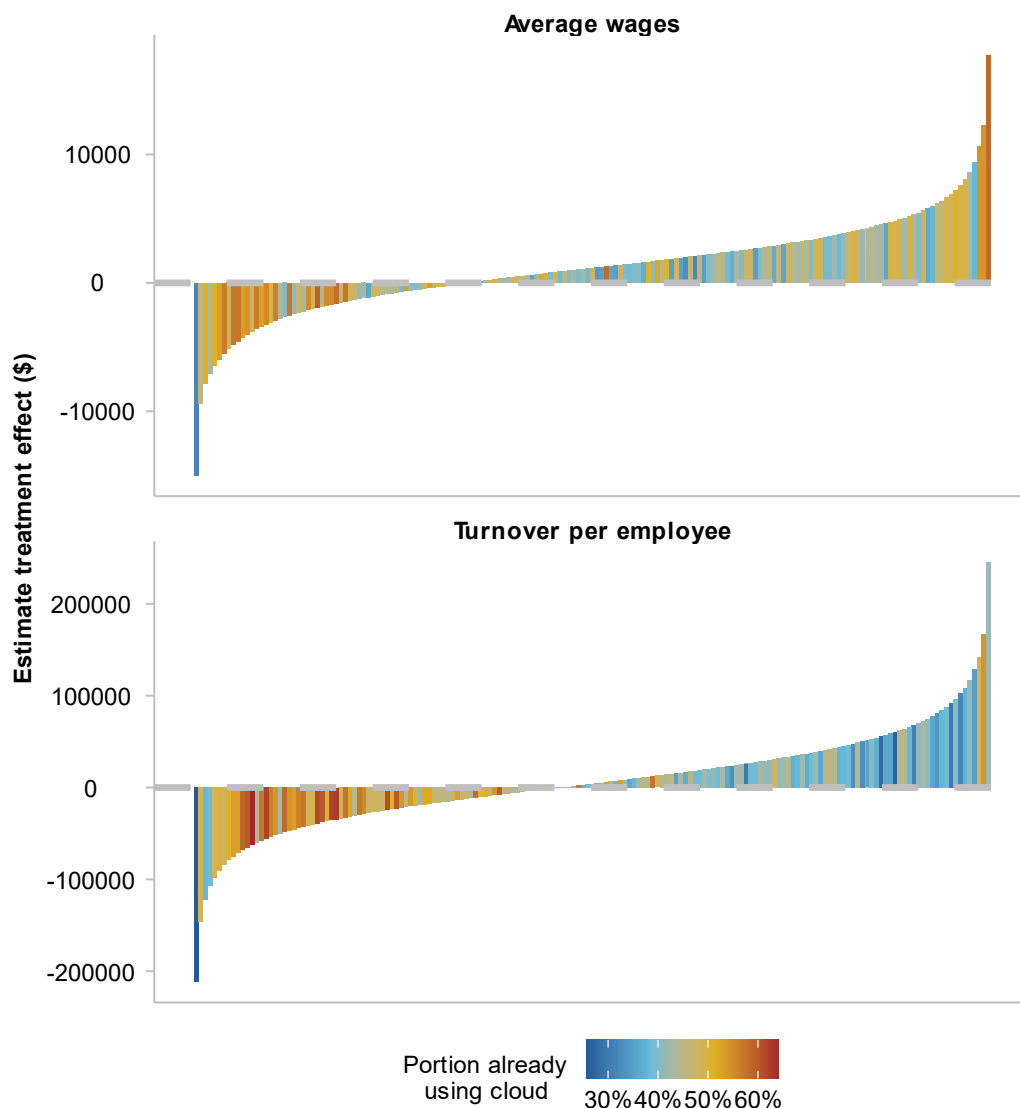 Average wages
10000
0
-10000
Estimate treatment effect ($)
Turnover per employee
200000
100000
0
-100000
-200000
Portion already
using cloud
30%40%50%60%